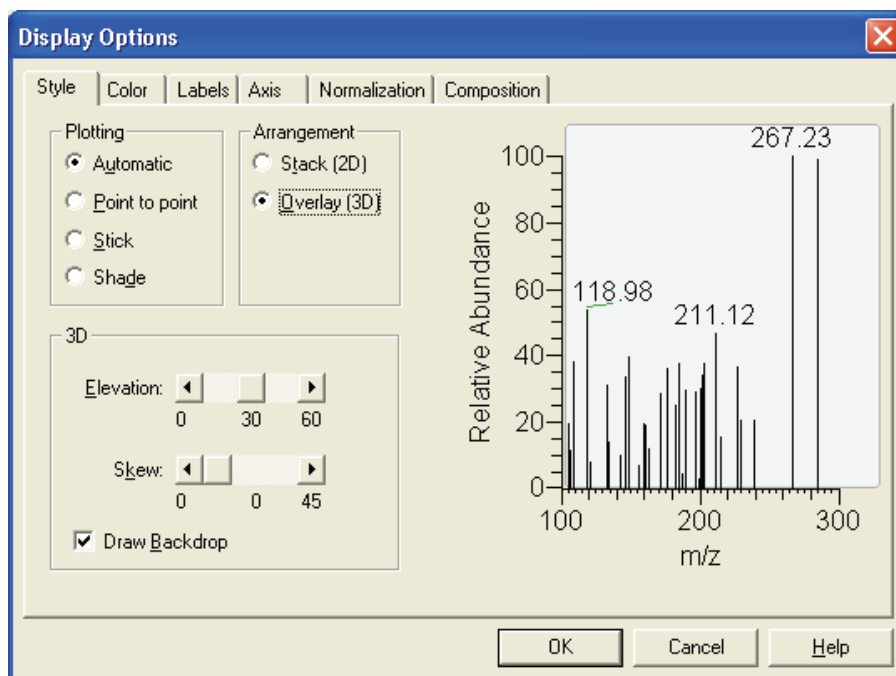 Display Options
Style Color Labels Axis Normalization Composition
Plotting
Automatic
Point to point
Stick
Shade
Arrangement
Stack (2D)
Overlay (3D)
3D
Elevation:
0 30 60
Skew:
0 0 45
Draw Backdrop
267.23
118.98
211.12
Relative Abundance
100
80
60
40
20
0
100 200 300
m/z
OK Cancel Help